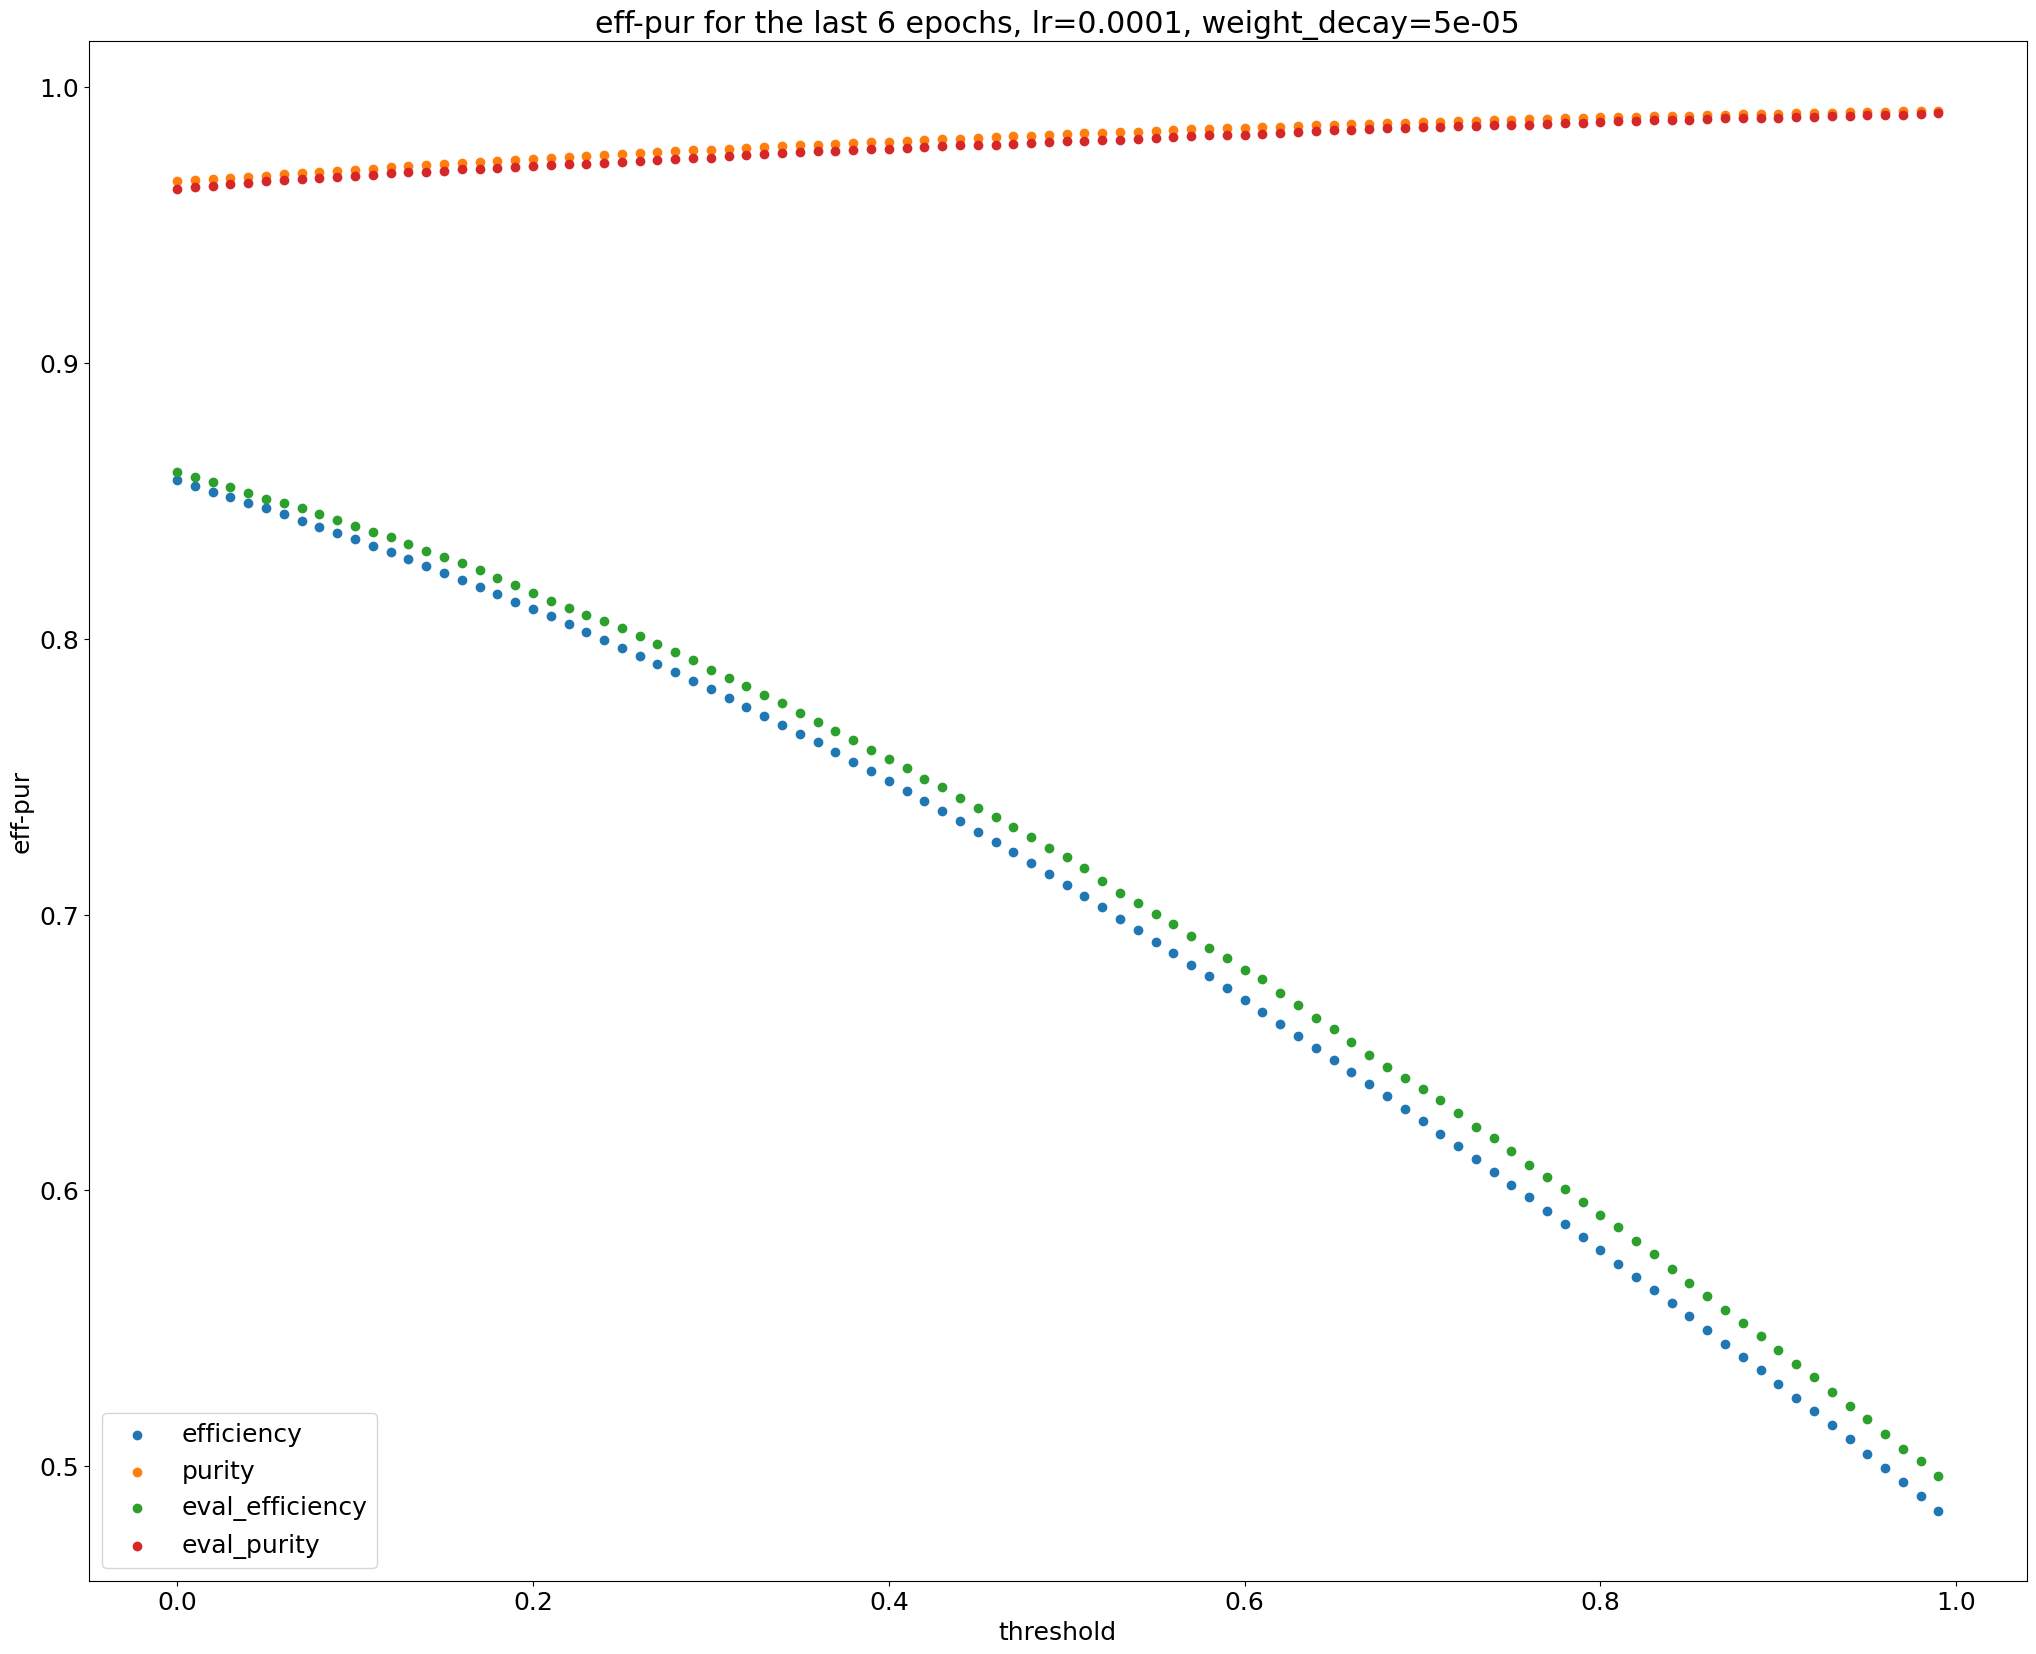 eff-pur for the last 6 epochs, lr=0.0001, weight_decay=5e-05
1.0
0.9
0.8
0.7
0.6
0.5
eff-pur
efficiency
purity
eval_efficiency
eval_purity
0.0 0.2 0.4 0.6 0.8 1.0
threshold